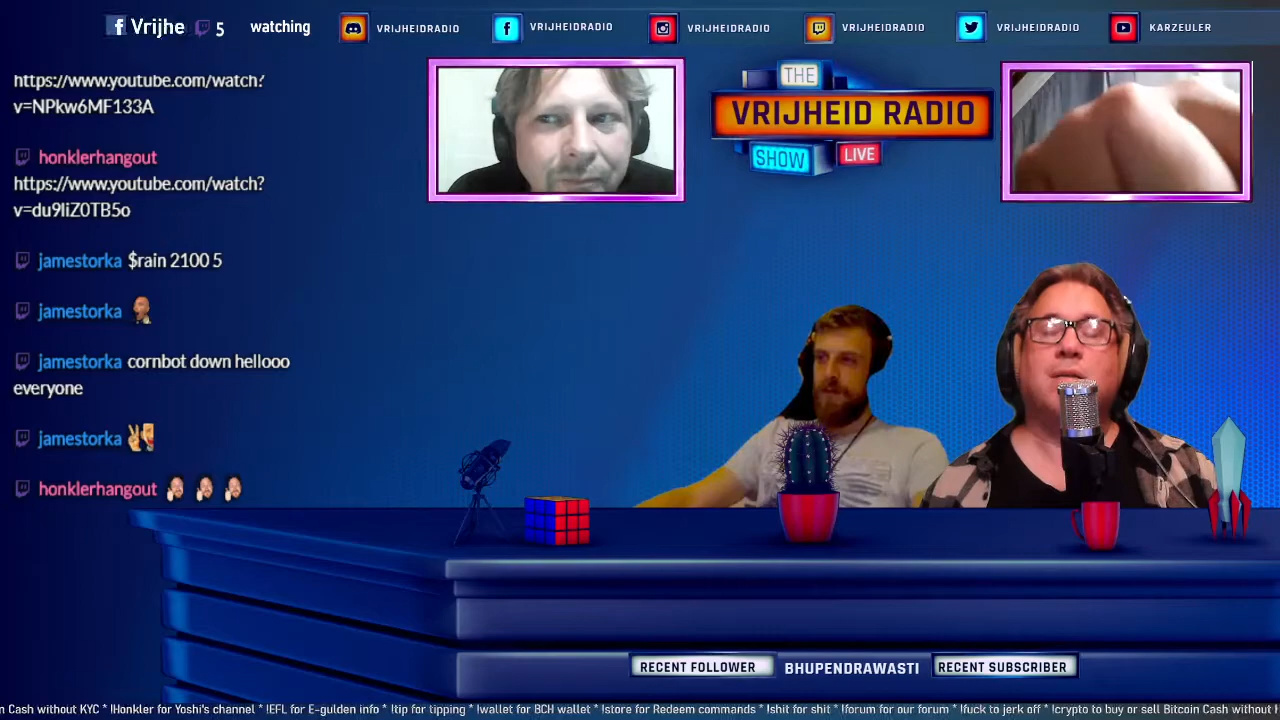 Vrijhe 5 watching
VRIJHEIDRADIO
VRIJHEIDRADIO
VRIJHEIDRADIO
VRIJHEIDRADIO
VRIJHEIDRADIO
KARZEULER
https://www.youtube.com/watch?
v=NPkw6MF133A
honklerhangout
https://www.youtube.com/watch?
v=du9liZ0TB5o
jamestorka $rain 2100 5
jamestorka
jamestorka cornbot down hellooo
everyone
jamestorka
honklerhangout
THE
VRIJHEID RADIO
SHOW LIVE
RECENT FOLLOWER BHUPENDRAWASTI RECENT SUBSCRIBER
n Cash without KYC * !Honkler for Yoshi's channel * !EFL for E-gulden info * !tip for tipping * !wallet for BCH wallet * !store for Redeem commands * !shit for shit * !forum for our forum * !fuck to jerk off * !crypto to buy or sell Bitcoin Cash without